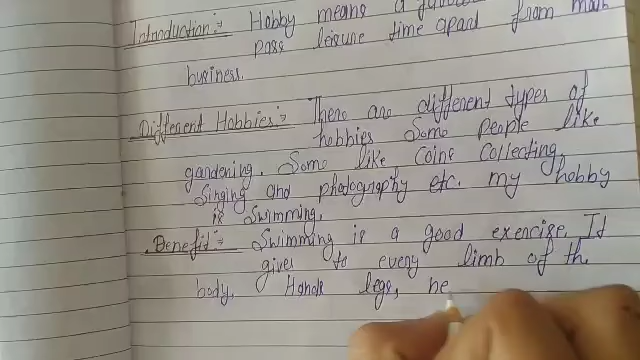 Introduction:- Hobby means a
pass leisure time apart from main
business.
Different Hobbies:- There are different types of
hobbies Some people like
gardening. Some like, Coins Collecting,
Singing and photography etc. my hobby
is Swimming.
Benefit:- Swimming is a good exercise. It
gives to every limb of the
body. Hands legs, ne